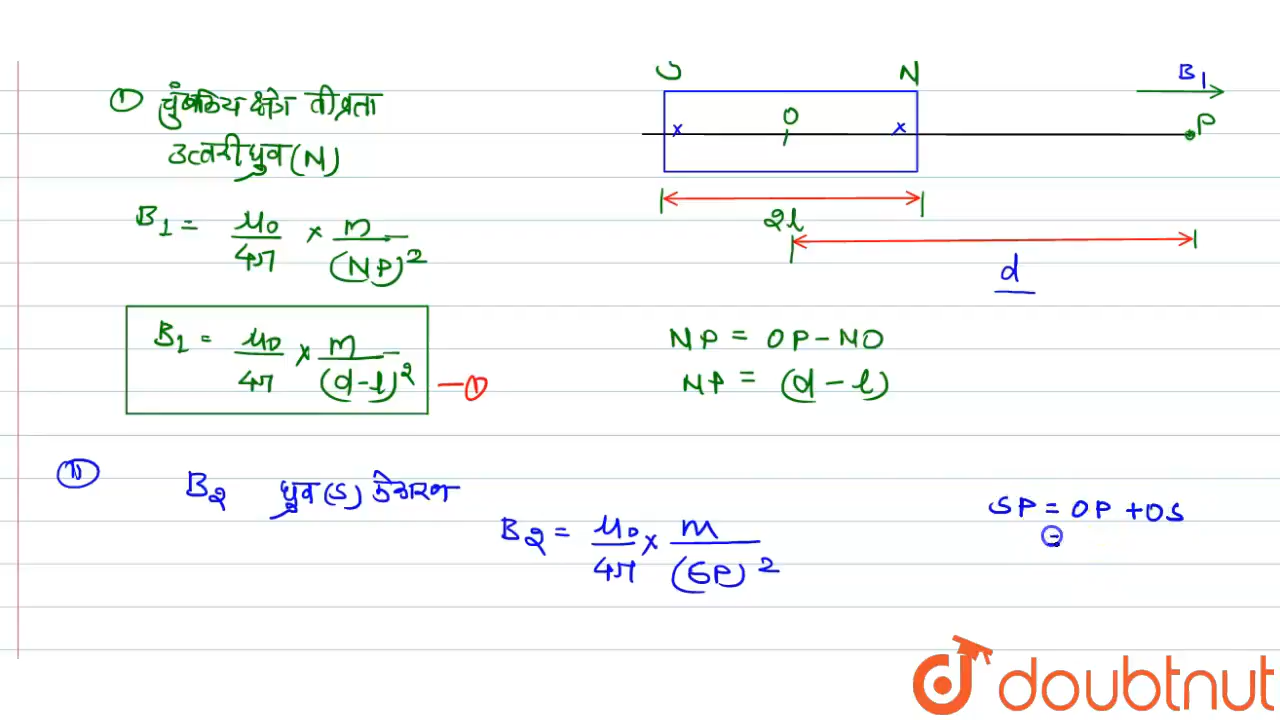 ① चुंबकिय क्षेत्र तीव्रता
उत्तरी ध्रुव (N)
B₁ = μ₀/4π × m/(NP)²
B₁ = μ₀/4π × m/(d-l)² —①
S N B₁
O P
2l
d
NP = OP - NO
NP = (d - l)
② B₂ ध्रुव (S) के कारण
B₂ = μ₀/4π × m/(SP)²
SP = OP + OS
=
doubtnut